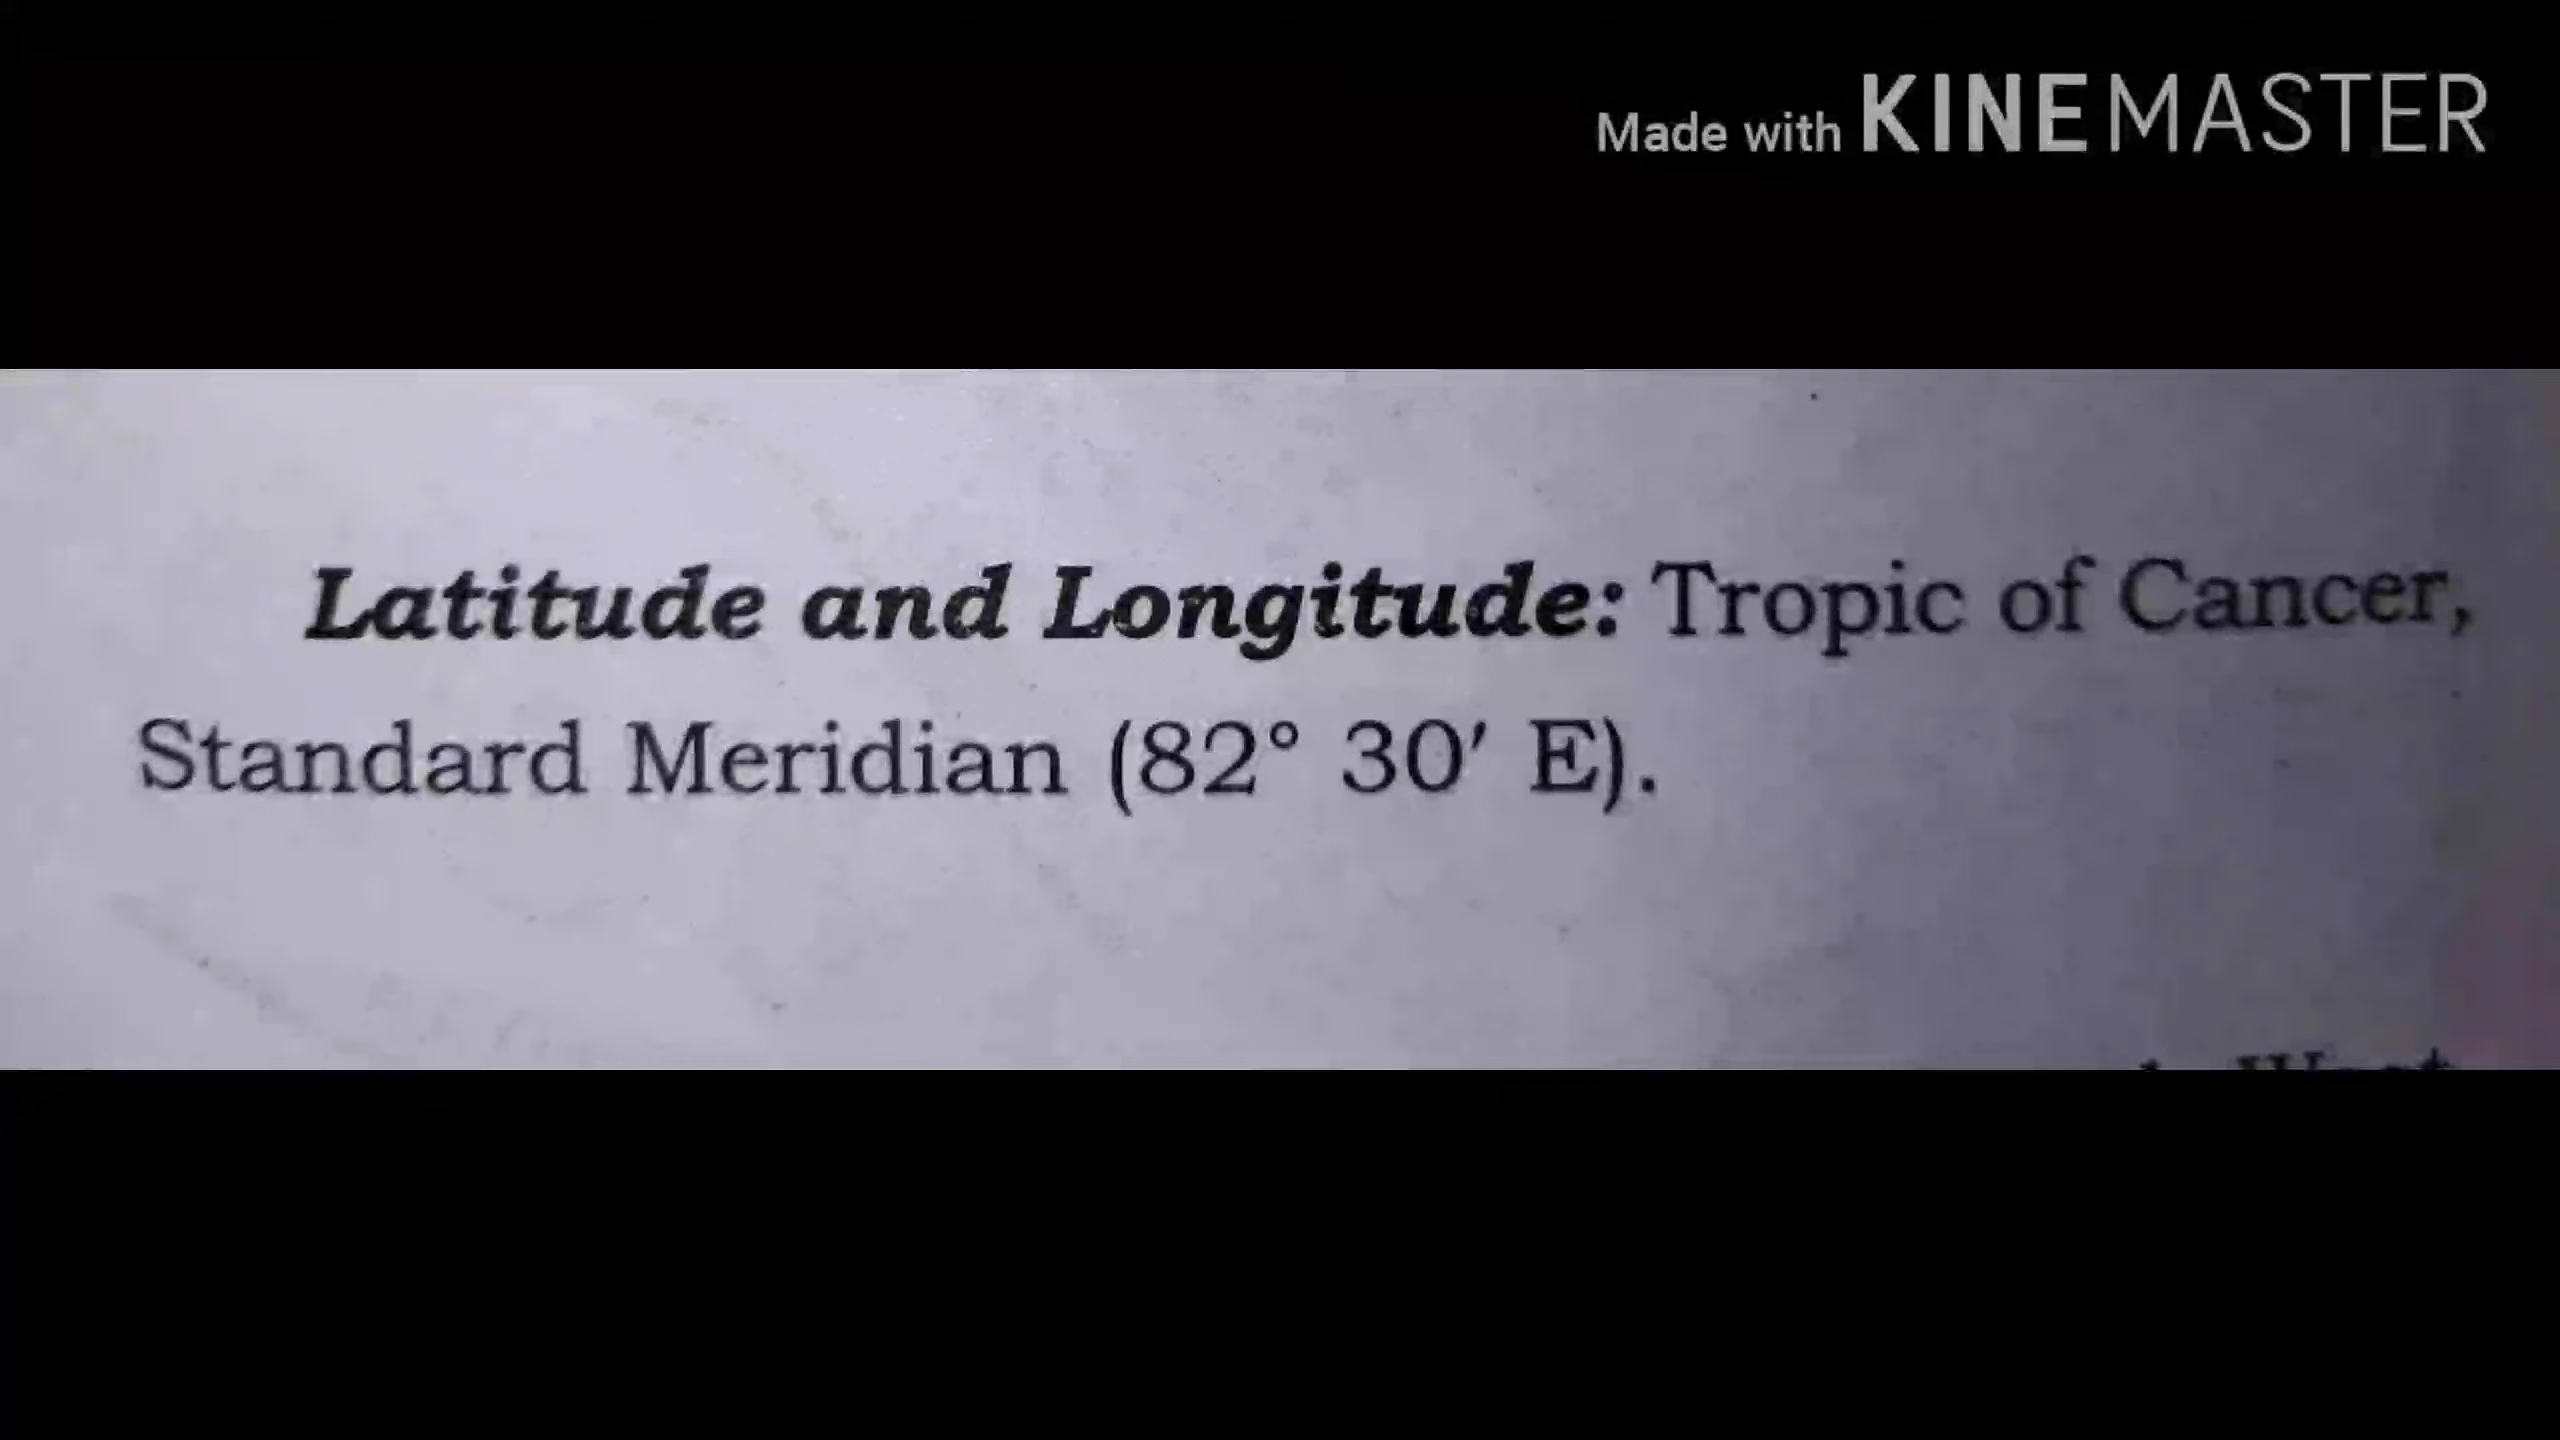 Made with KINEMASTER
Latitude and Longitude: Tropic of Cancer,
Standard Meridian (82° 30′ E).